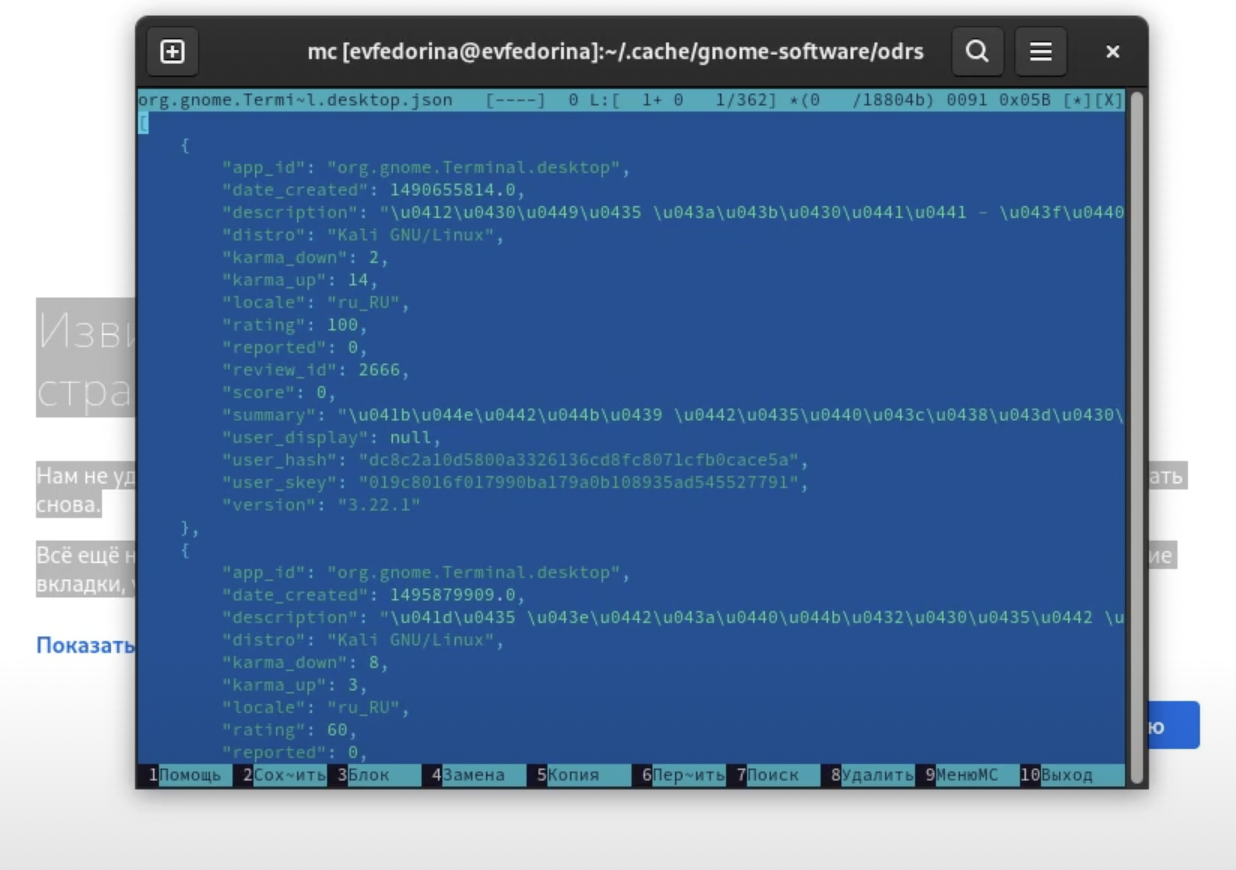 mc [evfedorina@evfedorina]:~/.cache/gnome-software/odrs
org.gnome.Termi~l.desktop.json [----] 0 L:[ 1+ 0 1/362] *(0 /18804b) 0091 0x05B [*][X]
[
{
"app_id": "org.gnome.Terminal.desktop",
"date_created": 1490655814.0,
"description": "\u0412\u0430\u0449\u0435 \u043a\u043b\u0430\u0441\u0441 - \u043f\u0440
"distro": "Kali GNU/Linux",
"karma_down": 2,
"karma_up": 14,
"locale": "ru_RU",
"rating": 100,
"reported": 0,
"review_id": 2666,
"score": 0,
"summary": "\u041b\u044e\u0442\u044b\u0439 \u0442\u0435\u0440\u043c\u0438\u043d\u0430\
"user_display": null,
"user_hash": "dc8c2a10d5800a3326136cd8fc8071cfb0cace5a",
"user_skey": "019c8016f017990ba179a0b108935ad545527791",
"version": "3.22.1"
},
{
"app_id": "org.gnome.Terminal.desktop",
"date_created": 1495879909.0,
"description": "\u041d\u0435 \u043e\u0442\u043a\u0440\u044b\u0432\u0430\u0435\u0442 \u
"distro": "Kali GNU/Linux",
"karma_down": 8,
"karma_up": 3,
"locale": "ru_RU",
"rating": 60,
"reported": 0,
1Помощь 2Сох~ить 3Блок 4Замена 5Копия 6Пер~ить 7Поиск 8Удалить 9МенюМС 10Выход
Изви
стра
Нам не уд ать
снова.
Всё ещё н ие
вкладки,
Показать
ю